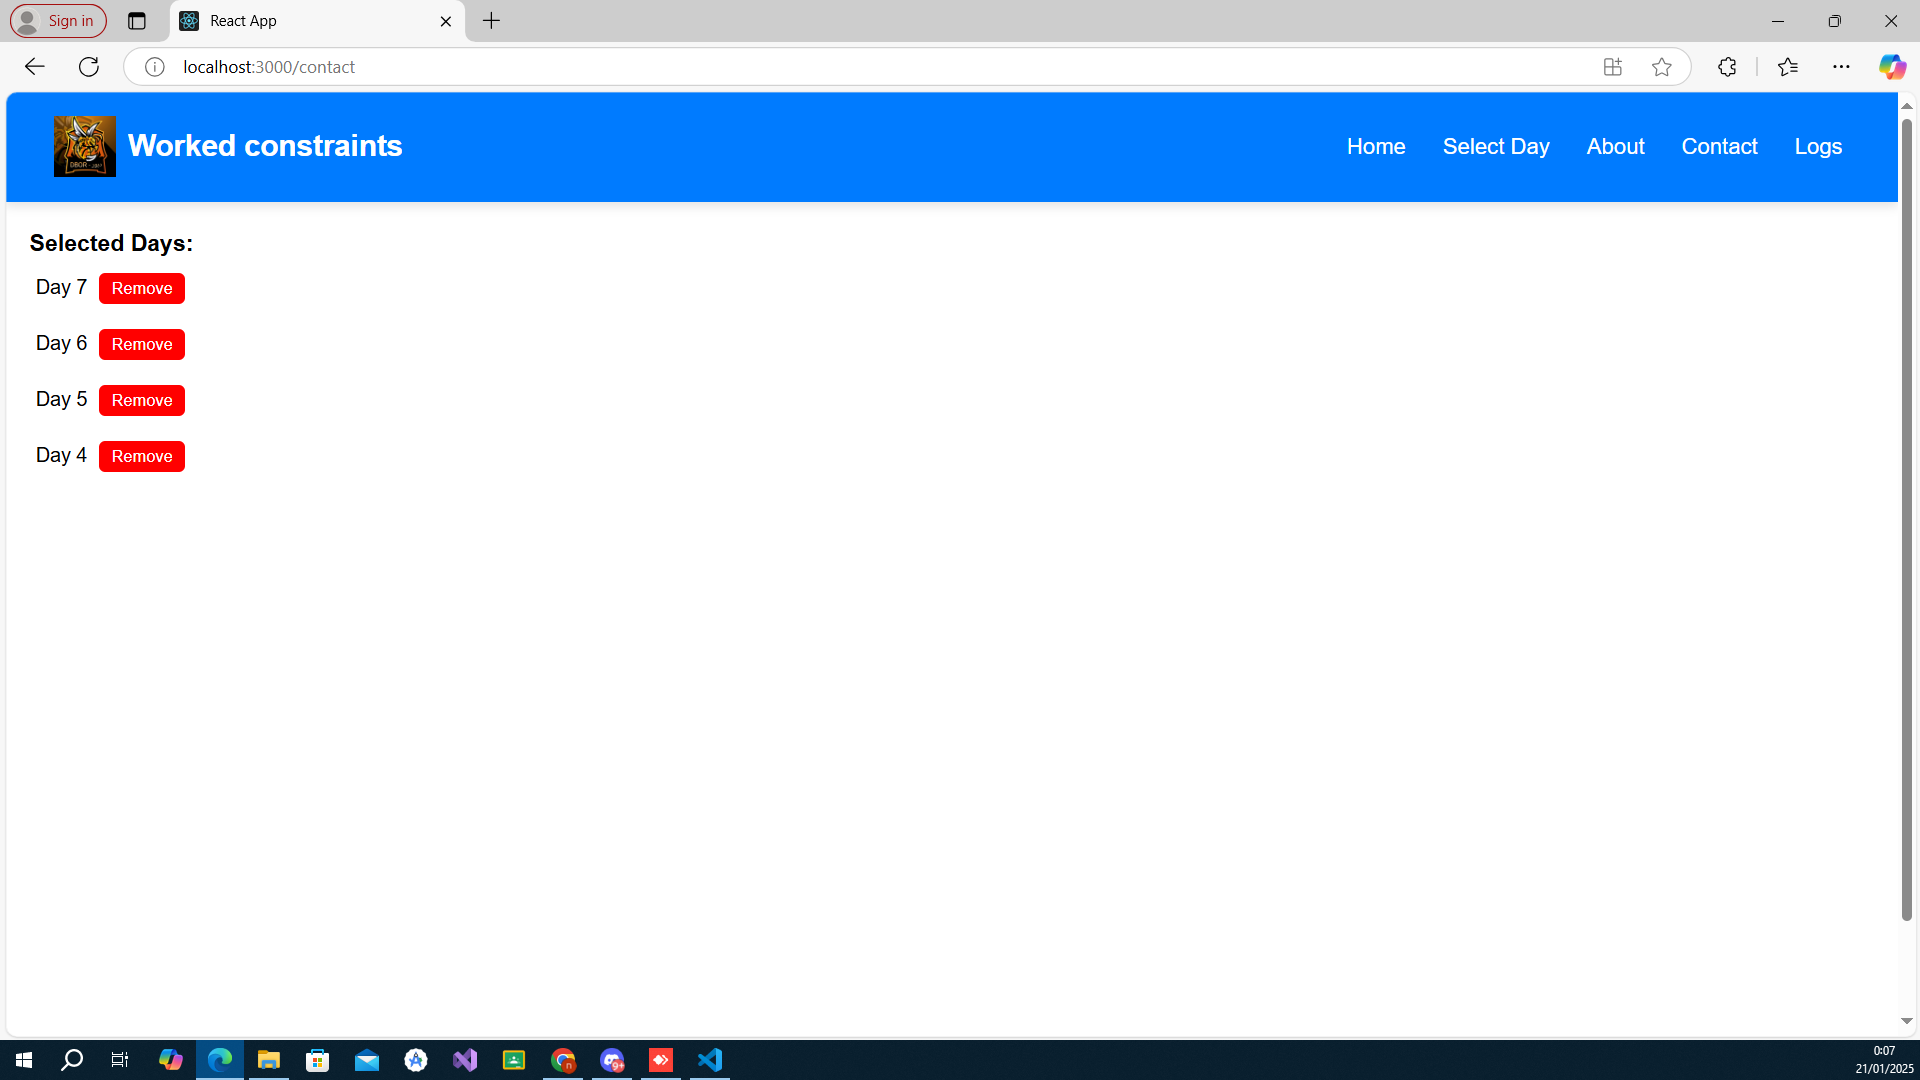 Sign in
React App
localhost:3000/contact
Worked constraints
Home Select Day About Contact Logs
Selected Days:
Day 7 Remove
Day 6 Remove
Day 5 Remove
Day 4 Remove
9+
0:07
21/01/2025